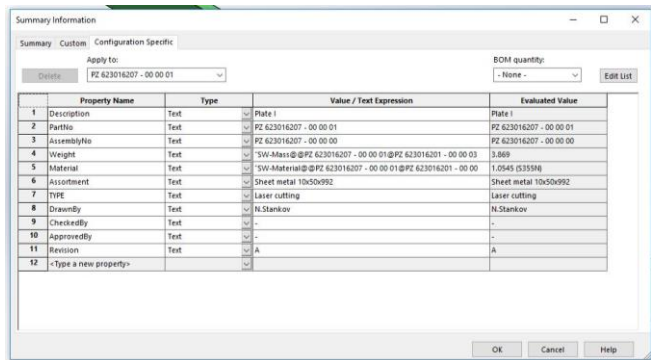 Summary Information
Summary Custom Configuration Specific
Apply to: BOM quantity:
Delete PZ 623016207 - 00 00 01 - None - Edit List
Property Name Type Value / Text Expression Evaluated Value
1 Description Text Plate I Plate I
2 PartNo Text PZ 623016207 - 00 00 01 PZ 623016207 - 00 00 01
3 AssemblyNo Text PZ 623016207 - 00 00 00 PZ 623016207 - 00 00 00
4 Weight Text "SW-Mass@@PZ 623016207 - 00 00 01@PZ 623016201 - 00 00 03 3.869
5 Material Text "SW-Material@@PZ 623016207 - 00 00 01@PZ 623016201 - 00 00 1.0545 (S355N)
6 Assortment Text Sheet metal 10x50x992 Sheet metal 10x50x992
7 TYPE Text Laser cutting Laser cutting
8 DrawnBy Text N.Stankov N.Stankov
9 CheckedBy Text - -
10 ApprovedBy Text - -
11 Revision Text A A
12 <Type a new property>
OK Cancel Help